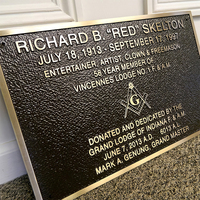 RICHARD B. "RED" SKELTON
JULY 18, 1913 - SEPTEMBER 17, 1997
ENTERTAINER, ARTIST, CLOWN & FREEMASON
58 YEAR MEMBER OF
VINCENNES LODGE NO. 1 F & A M
G
DONATED AND DEDICATED BY THE
GRAND LODGE OF INDIANA F & A M
JUNE 7, 2013 A.D. 6013 A.L.
MARK A. GENUNG, GRAND MASTER